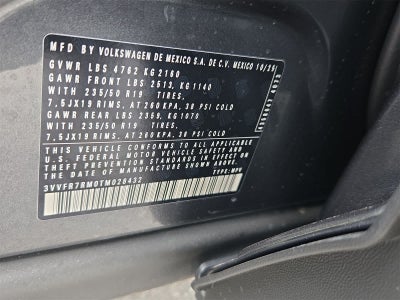 MFD BY VOLKSWAGEN DE MEXICO S.A. DE C.V. MEXICO 10/25
GVWR LBS 4762 KG 2160
GAWR FRONT LBS 2513, KG 1140
WITH 235/50 R19 TIRES,
7,5JX19 RIMS, AT 260 KPA, 38 PSI COLD
GAWR REAR LBS 2369, KG 1070
WITH 235/50 R19 TIRES,
7,5JX19 RIMS, AT 260 KPA, 38 PSI COLD
THIS VEHICLE CONFORMS TO ALL APPLICABLE
U.S. FEDERAL MOTOR VEHICLE SAFETY AND
THEFT PREVENTION STANDARDS IN EFFECT ON THE
DATE OF MANUFACTURE SHOWN ABOVE.
TYPE: MPV
3VVFR7RM0TM028432